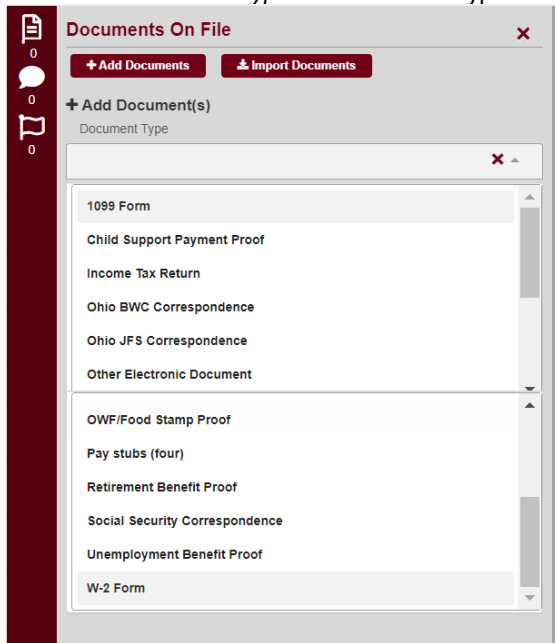 Documents On File
0
+ Add Documents
Import Documents
0
+ Add Document(s)
Document Type
0
1099 Form
Child Support Payment Proof
Income Tax Return
Ohio BWC Correspondence
Ohio JFS Correspondence
Other Electronic Document
OWF/Food Stamp Proof
Pay stubs (four)
Retirement Benefit Proof
Social Security Correspondence
Unemployment Benefit Proof
W-2 Form